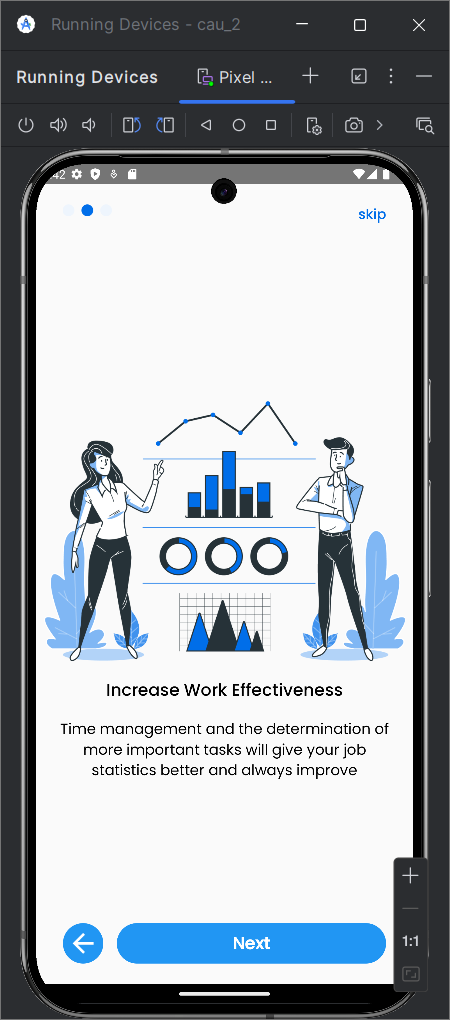 Running Devices - cau_2
Running Devices
Pixel ...
:42
skip
Increase Work Effectiveness
Time management and the determination of
more important tasks will give your job
statistics better and always improve
Next
1:1